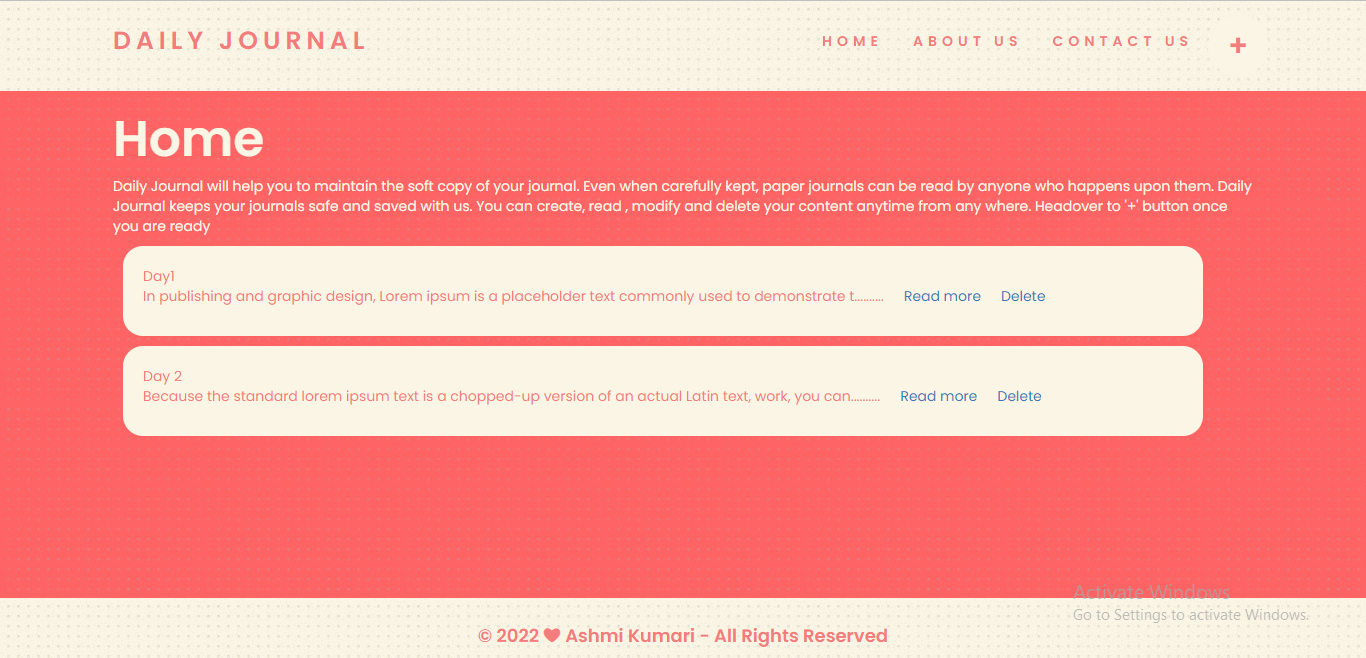 DAILY JOURNAL
HOME ABOUT US CONTACT US +
Home
Daily Journal will help you to maintain the soft copy of your journal. Even when carefully kept, paper journals can be read by anyone who happens upon them. Daily
Journal keeps your journals safe and saved with us. You can create, read , modify and delete your content anytime from any where. Headover to '+' button once
you are ready
Day1
In publishing and graphic design, Lorem ipsum is a placeholder text commonly used to demonstrate t.......... Read more Delete
Day 2
Because the standard lorem ipsum text is a chopped-up version of an actual Latin text, work, you can.......... Read more Delete
Activate Windows
Go to Settings to activate Windows.
© 2022 ♥ Ashmi Kumari - All Rights Reserved